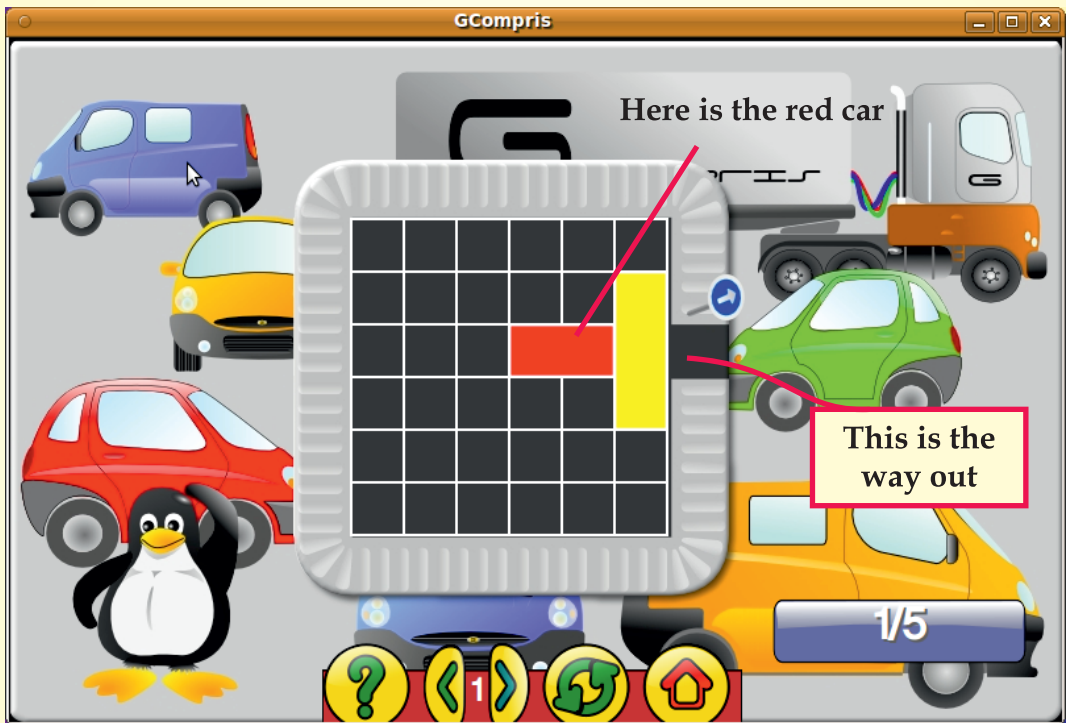 GCompris
Here is the red car
This is the
way out
1/5
?
1